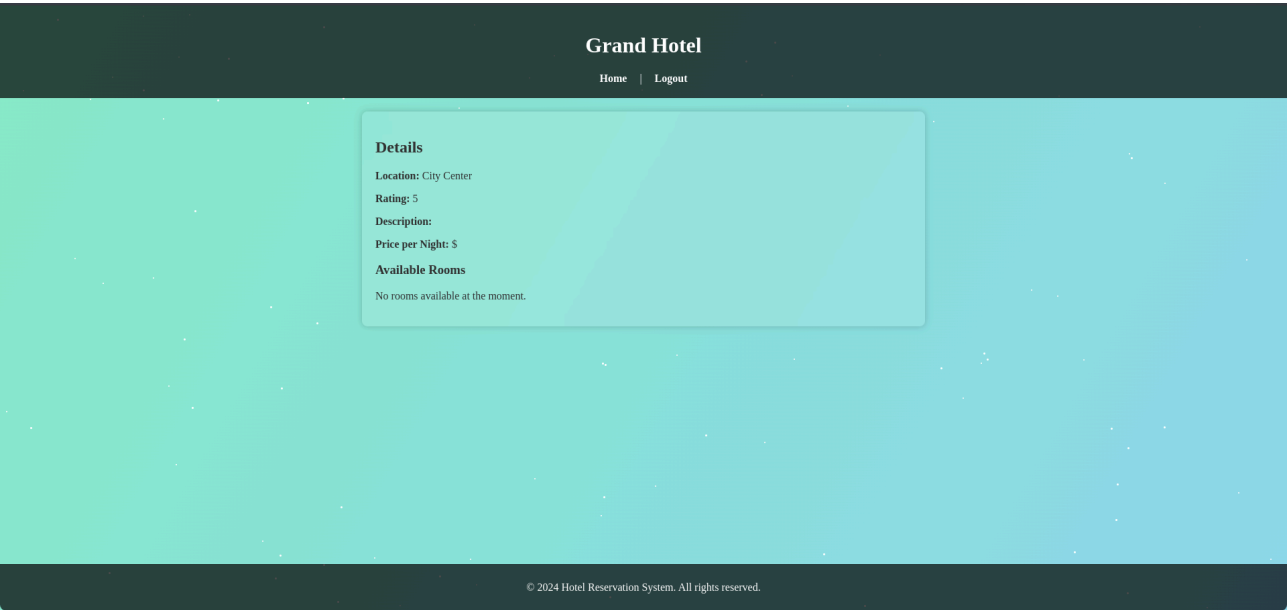 Grand Hotel
Home | Logout
Details
Location: City Center
Rating: 5
Description:
Price per Night: $
Available Rooms
No rooms available at the moment.
© 2024 Hotel Reservation System. All rights reserved.